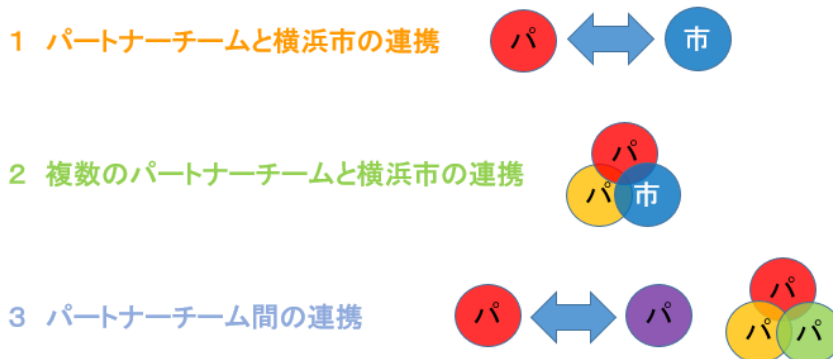 1 パートナーチームと横浜市の連携 パ 市
パ
2 複数のパートナーチームと横浜市の連携 パ 市
パ
3 パートナーチーム間の連携 パ パ パ パ